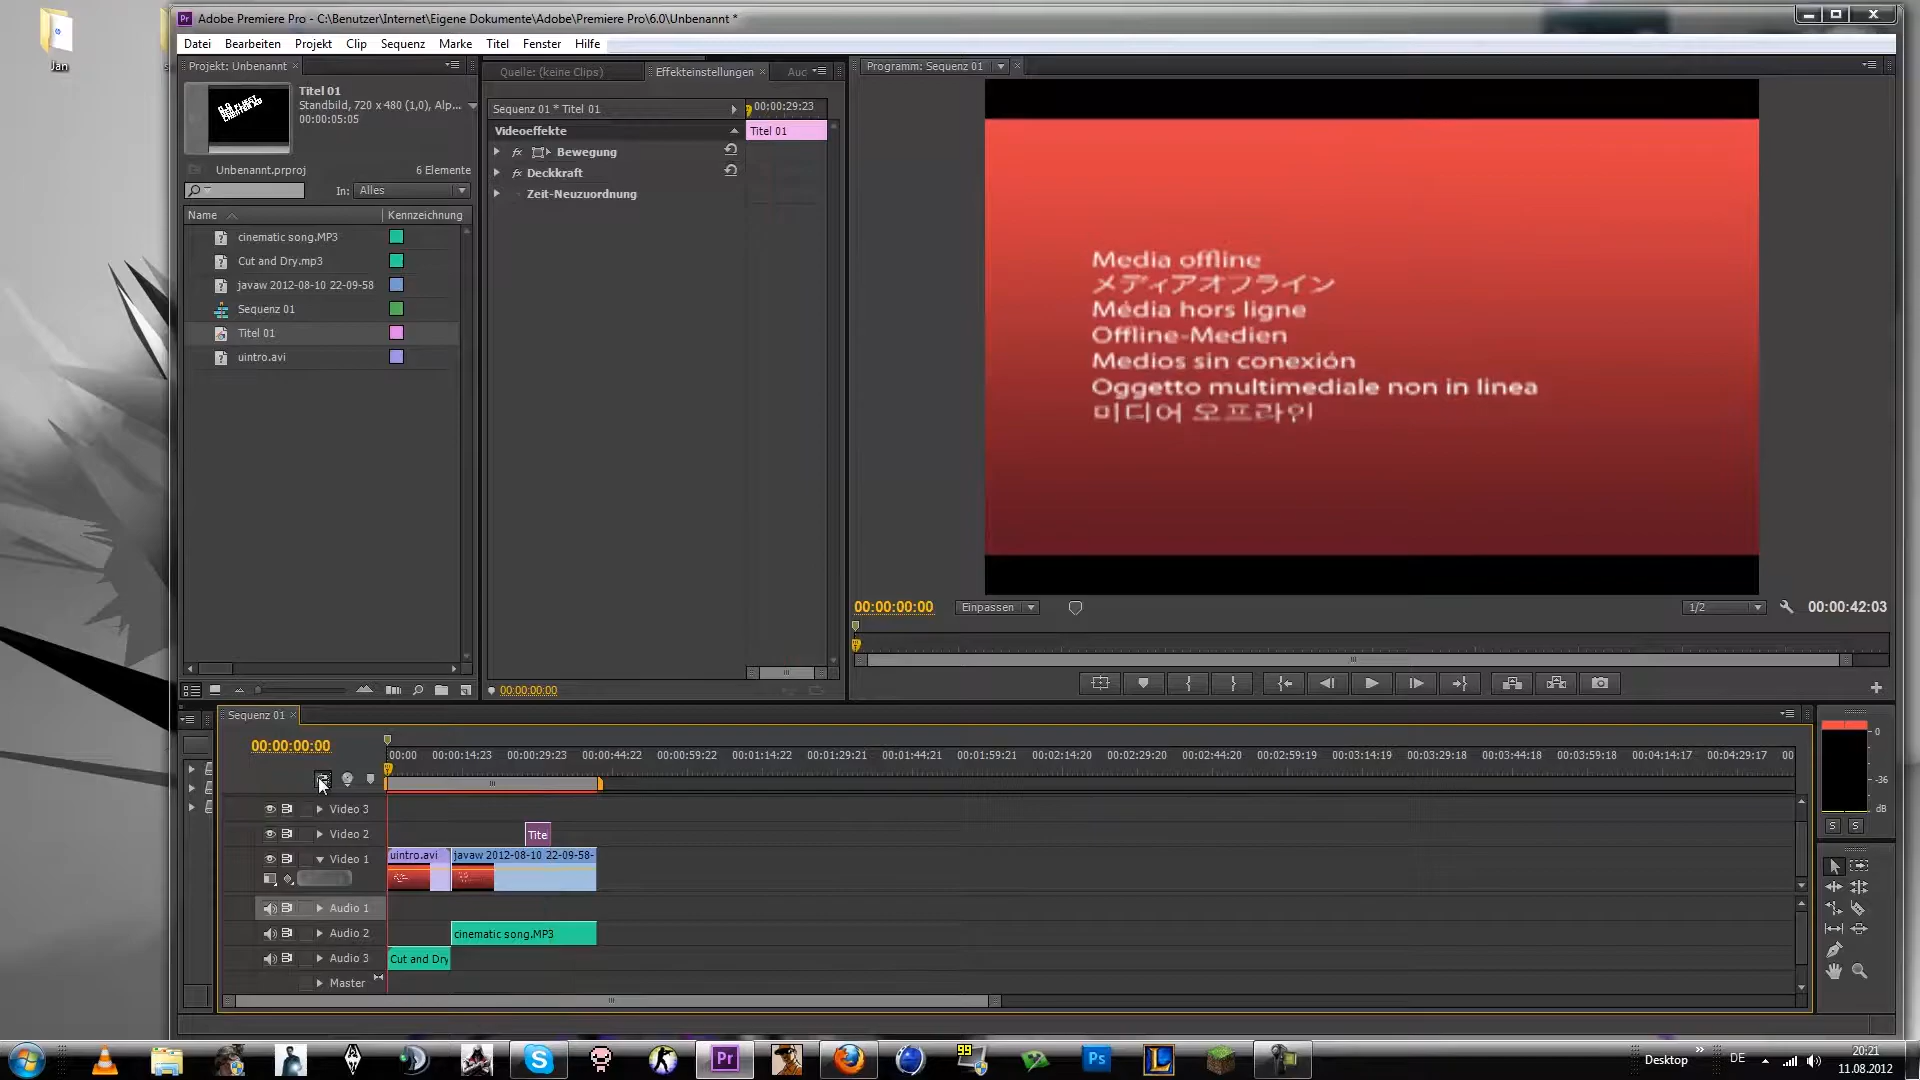 Jan
Adobe Premiere Pro - C:\Benutzer\Internet\Eigene Dokumente\Adobe\Premiere Pro\6.0\Unbenannt *
Datei Bearbeiten Projekt Clip Sequenz Marke Titel Fenster Hilfe
Projekt: Unbenannt
Titel 01
Standbild, 720 x 480 (1,0), Alp...
00:00:05:05
Unbenannt.prproj 6 Elemente
In: Alles
Name Kennzeichnung
cinematic song.MP3
Cut and Dry.mp3
javaw 2012-08-10 22-09-58
Sequenz 01
Titel 01
uintro.avi
Quelle: (keine Clips) Effekteinstellungen Auc
Sequenz 01 * Titel 01 00:00:29:23
Videoeffekte Titel 01
fx Bewegung
fx Deckkraft
Zeit-Neuzuordnung
00:00:00:00
Programm: Sequenz 01
Media offline
メディアオフライン
Média hors ligne
Offline-Medien
Medios sin conexión
Oggetto multimediale non in linea
미디어 오프라인
00:00:00:00 Einpassen 1/2 00:00:42:03
Sequenz 01
00:00:00:00
00:00 00:00:14:23 00:00:29:23 00:00:44:22 00:00:59:22 00:01:14:22 00:01:29:21 00:01:44:21 00:01:59:21 00:02:14:20 00:02:29:20 00:02:44:20 00:02:59:19 00:03:14:19 00:03:29:18 00:03:44:18 00:03:59:18 00:04:14:17 00
Video 3
Video 2 Tite
Video 1 uintro.avi javaw 2012-08-10 22-09-58-
Audio 1
Audio 2 cinematic song.MP3
Audio 3 Cut and Dry
Master
0
-36
dB
S S
99
Pr Ps L
Desktop DE 20:21
11.08.2012